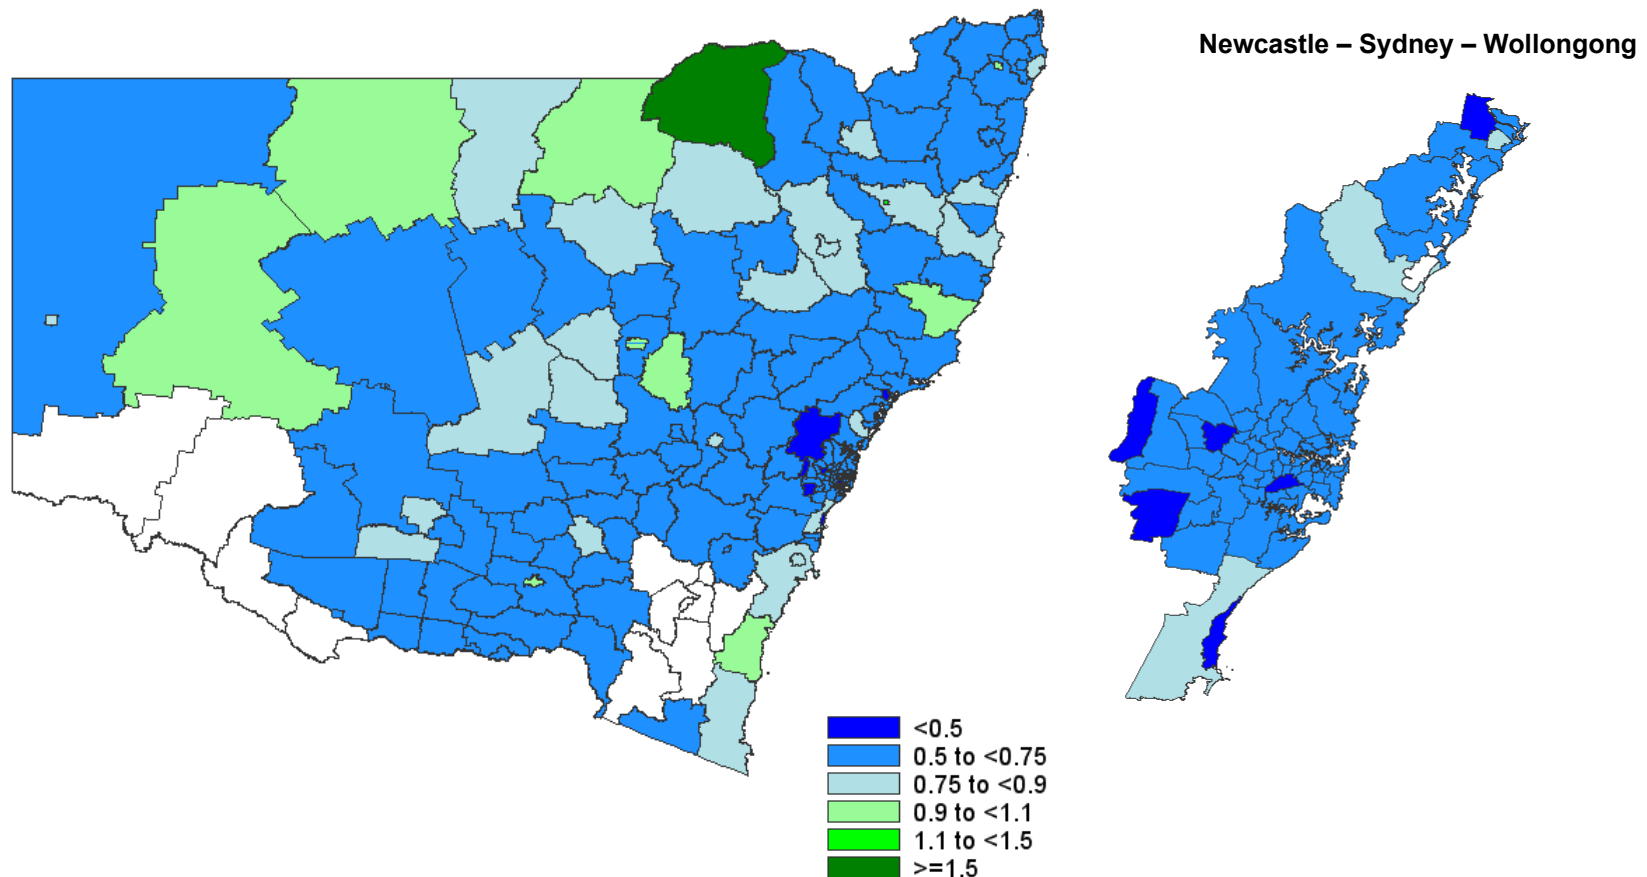 Newcastle – Sydney – Wollongong
<0.5
0.5 to <0.75
0.75 to <0.9
0.9 to <1.1
1.1 to <1.5
>=1.5